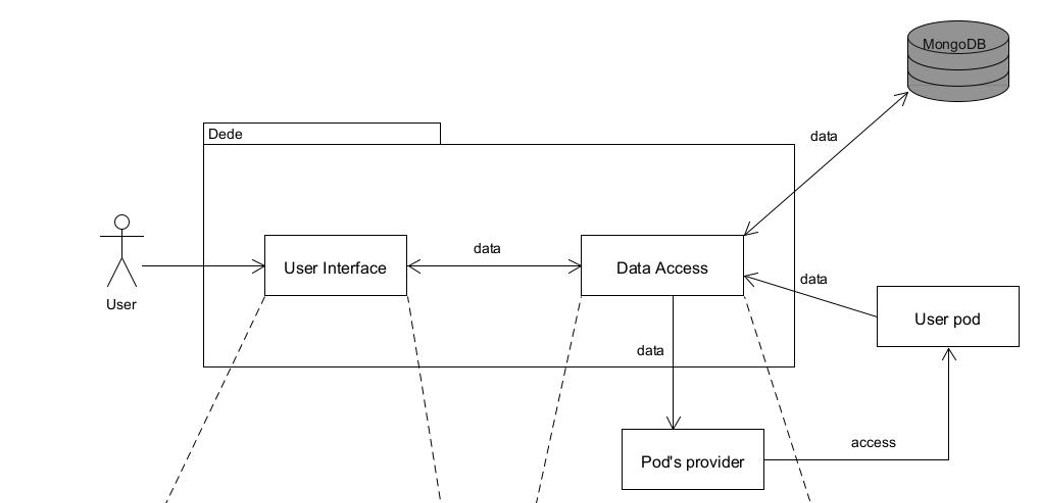 MongoDB
data
Dede
User Interface
data
Data Access
User
data
User pod
data
Pod's provider
access